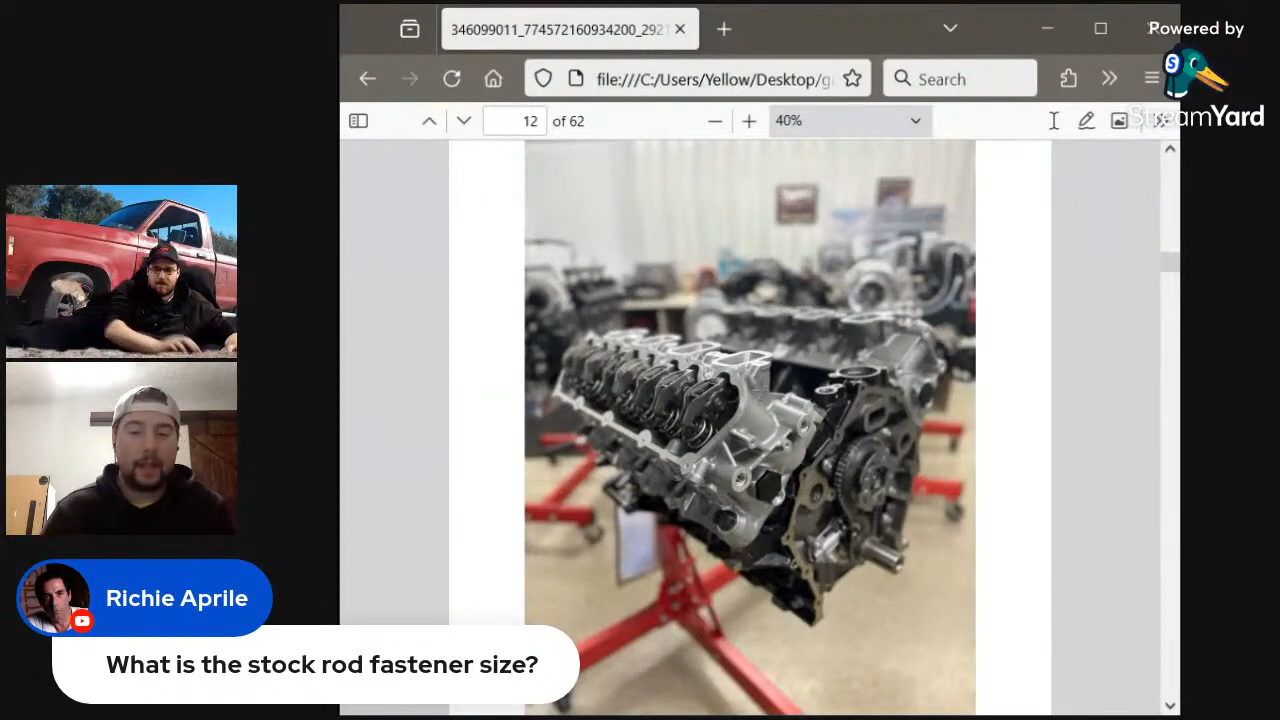 346099011_774572160934200_2921
Powered by
file:///C:/Users/Yellow/Desktop/g
Search
StreamYard
12 of 62
40%
Richie Aprile
What is the stock rod fastener size?